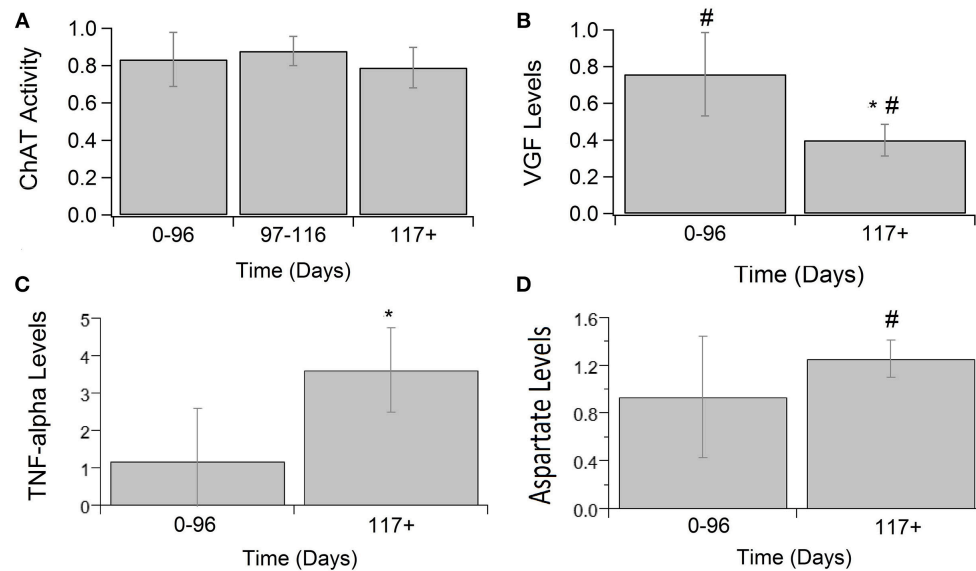 A
ChAT Activity
1.0
0.8
0.6
0.4
0.2
0.0
0-96 97-116 117+
Time (Days)
B
VGF Levels
#
* #
1.0
0.8
0.6
0.4
0.2
0.0
0-96 117+
Time (Days)
C
TNF-alpha Levels
*
5
4
3
2
1
0
0-96 117+
Time (Days)
D
Aspartate Levels
#
1.6
1.2
0.8
0.4
0.0
0-96 117+
Time (Days)